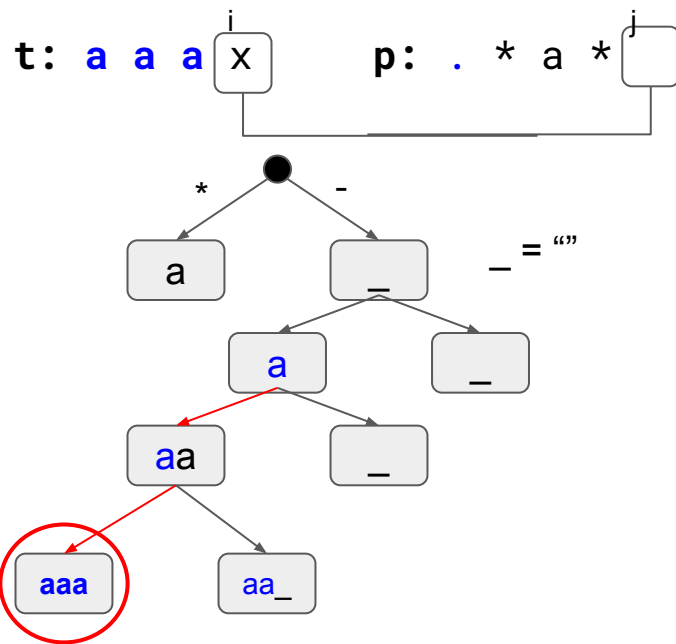 i j
t: a a a x p: . * a *
* -
a _ _ = “”
a _
aa _
aaa aa_